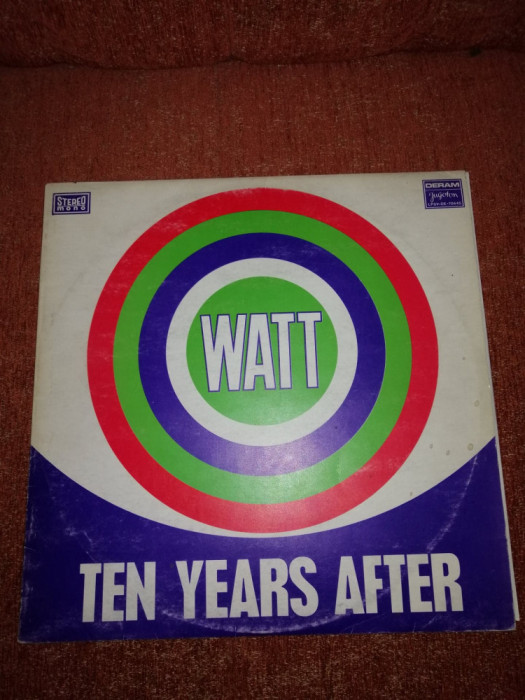 STEREO
mono
DERAM
Jugoton
WATT
TEN YEARS AFTER